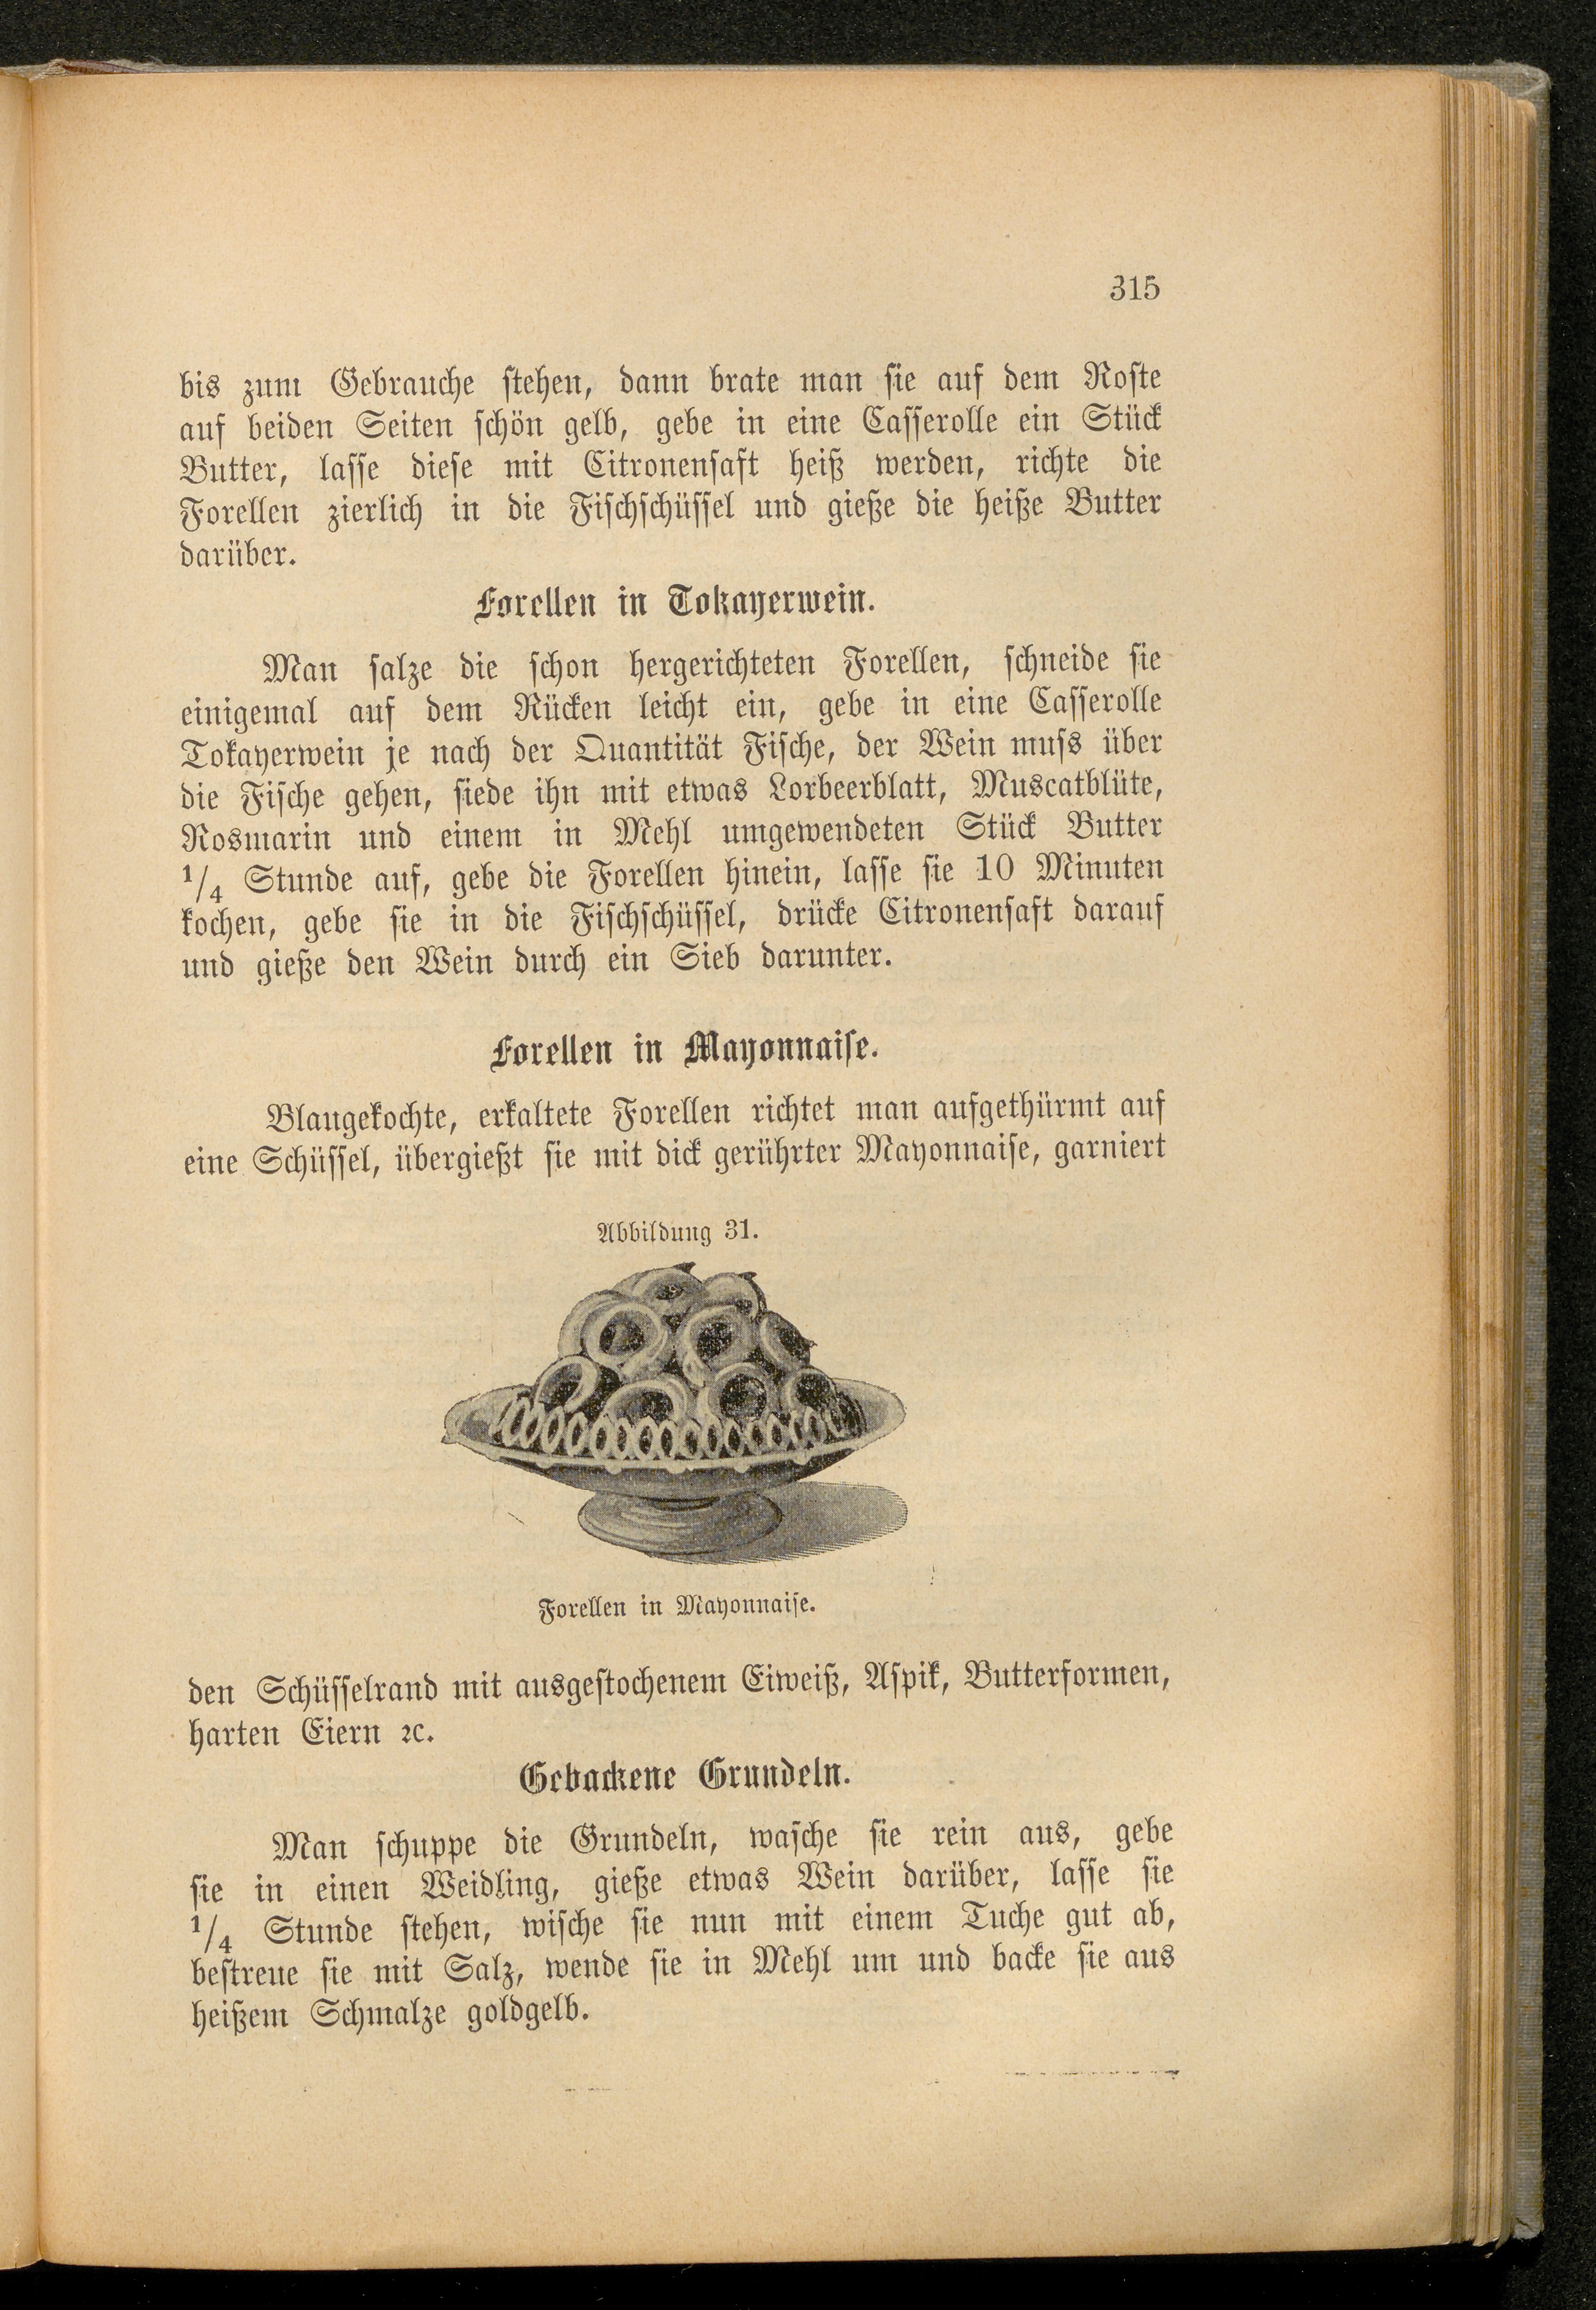 315
bis zum Gebrauche stehen, dann brate man sie auf dem Roste
auf beiden Seiten schön gelb, gebe in eine Casserolle ein Stück
Butter, lasse diese mit Citronensaft heiß werden, richte die
Forellen zierlich in die Fischschüssel und gieße die heiße Butter
darüber.
Forellen in Tokayerwein.
Man salze die schon hergerichteten Forellen, schneide sie
einigemal auf dem Rücken leicht ein, gebe in eine Casserolle
Tokayerwein je nach der Quantität Fische, der Wein muss über
die Fische gehen, siede ihn mit etwas Lorbeerblatt, Muscatblüte,
Rosmarin und einem in Mehl umgewendeten Stück Butter
1/4 Stunde auf, gebe die Forellen hinein, lasse sie 10 Minuten
kochen, gebe sie in die Fischschüssel, drücke Citronensaft darauf
und gieße den Wein durch ein Sieb darunter.
Forellen in Mayonnaise.
Blaugekochte, erkaltete Forellen richtet man aufgethürmt auf
eine Schüssel, übergießt sie mit dick gerührter Mayonnaise, garniert
Abbildung 31.
Forellen in Mayonnaise.
den Schüsselrand mit ausgestochenem Eiweiß, Aspik, Butterformen,
harten Eiern ꝛc.
Gebackene Grundeln.
Man schuppe die Grundeln, wasche sie rein aus, gebe
sie in einen Weidling, gieße etwas Wein darüber, lasse sie
1/4 Stunde stehen, wische sie nun mit einem Tuche gut ab,
bestreue sie mit Salz, wende sie in Mehl um und backe sie aus
heißem Schmalze goldgelb.